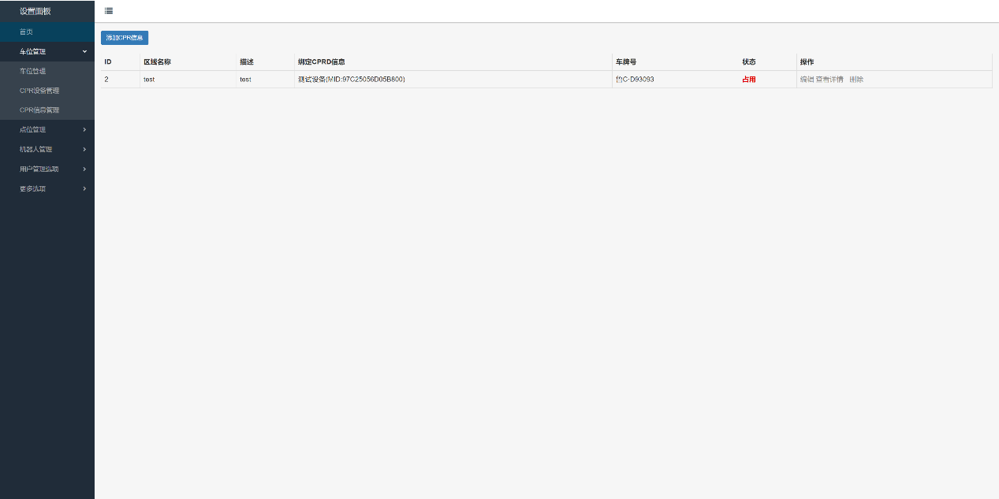 设置面板
首页
车位管理
车位管理
CPR设备管理
CPR信息管理
点位管理
机器人管理
用户管理选项
更多选项
添加CPR信息
ID 区域名称 描述 绑定CPRD信息 车牌号 状态 操作
2 test test 测试设备(MID:97C25056D05B800) 鲁C·D93093 占用 编辑 查看详情 删除